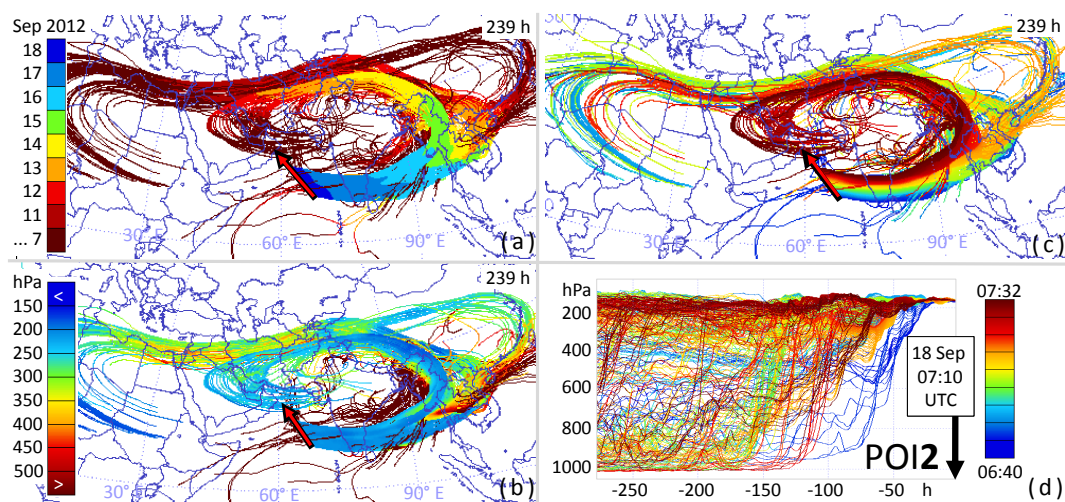 Sep 2012
18
17
16
15
14
13
12
11
... 7
239 h
30° E
60° E
90° E
(a)
239 h
30° E
60° E
90° E
(c)
hPa
<
150
200
250
300
350
400
450
500
>
239 h
30° E
60° E
90° E
(b)
hPa
200
400
600
800
1000
-250
-200
-150
-100
-50
h
18 Sep
07:10
UTC
POI2
07:32
06:40
(d)